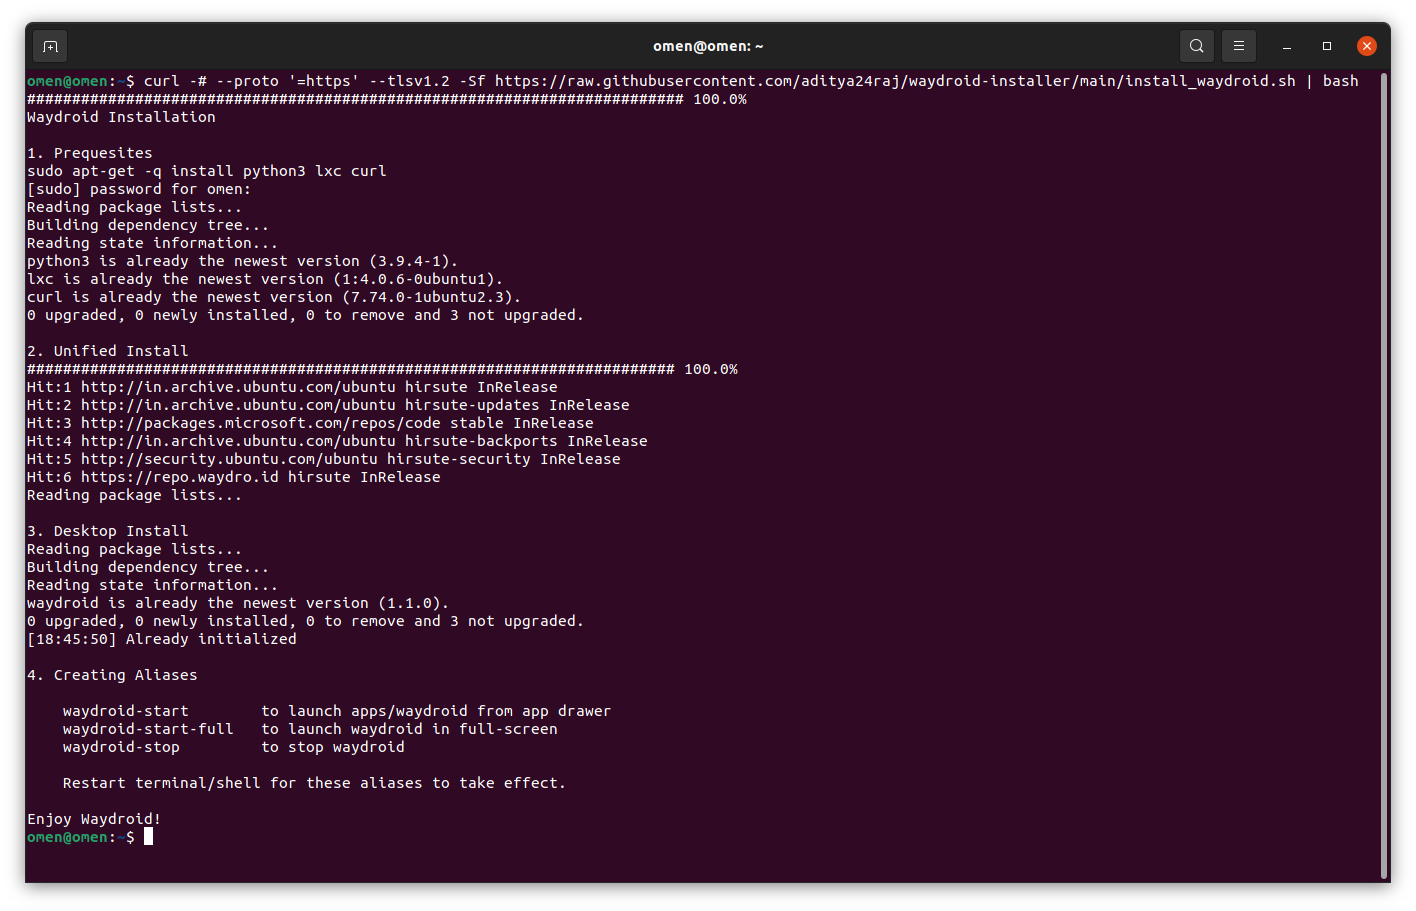 omen@omen: ~
omen@omen:~$ curl -# --proto '=https' --tlsv1.2 -Sf https://raw.githubusercontent.com/aditya24raj/waydroid-installer/main/install_waydroid.sh | bash
######################################################################### 100.0%
Waydroid Installation

1. Prequesites
sudo apt-get -q install python3 lxc curl
[sudo] password for omen:
Reading package lists...
Building dependency tree...
Reading state information...
python3 is already the newest version (3.9.4-1).
lxc is already the newest version (1:4.0.6-0ubuntu1).
curl is already the newest version (7.74.0-1ubuntu2.3).
0 upgraded, 0 newly installed, 0 to remove and 3 not upgraded.

2. Unified Install
######################################################################## 100.0%
Hit:1 http://in.archive.ubuntu.com/ubuntu hirsute InRelease
Hit:2 http://in.archive.ubuntu.com/ubuntu hirsute-updates InRelease
Hit:3 http://packages.microsoft.com/repos/code stable InRelease
Hit:4 http://in.archive.ubuntu.com/ubuntu hirsute-backports InRelease
Hit:5 http://security.ubuntu.com/ubuntu hirsute-security InRelease
Hit:6 https://repo.waydro.id hirsute InRelease
Reading package lists...

3. Desktop Install
Reading package lists...
Building dependency tree...
Reading state information...
waydroid is already the newest version (1.1.0).
0 upgraded, 0 newly installed, 0 to remove and 3 not upgraded.
[18:45:50] Already initialized

4. Creating Aliases

    waydroid-start        to launch apps/waydroid from app drawer
    waydroid-start-full   to launch waydroid in full-screen
    waydroid-stop         to stop waydroid

    Restart terminal/shell for these aliases to take effect.

Enjoy Waydroid!
omen@omen:~$